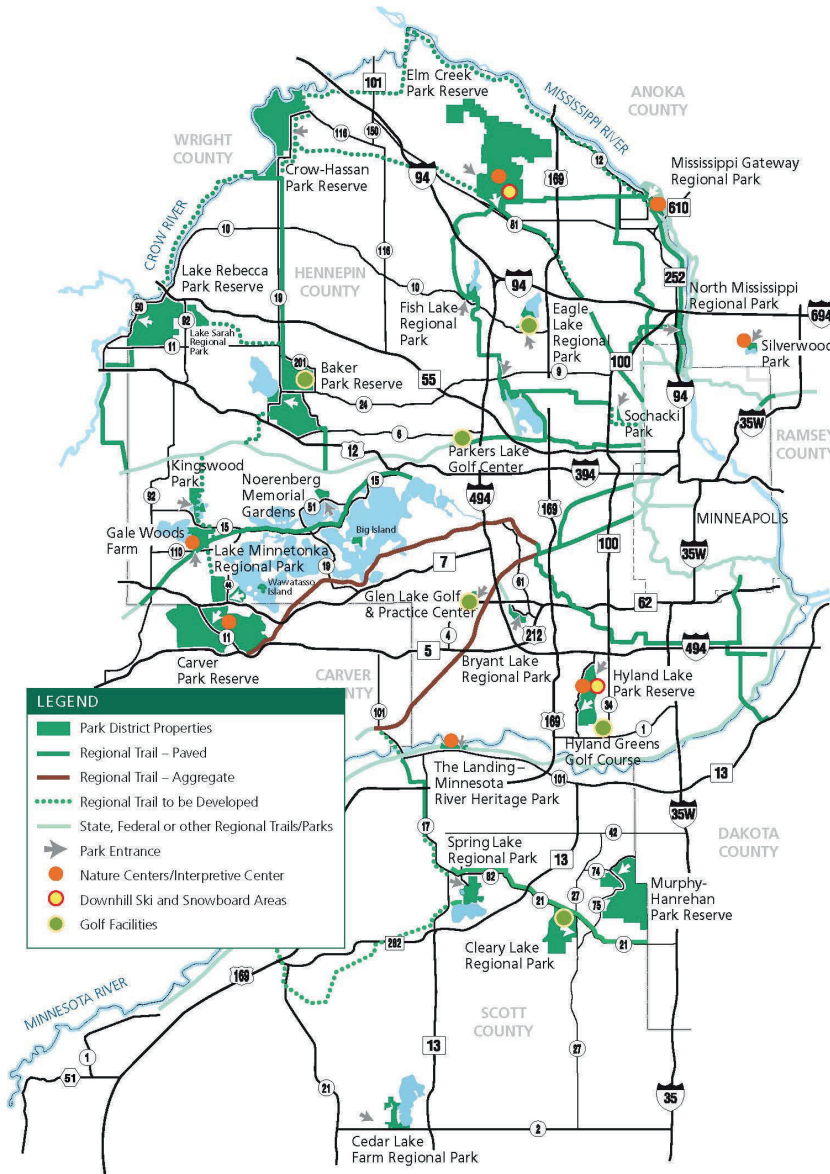 Elm Creek
Park Reserve
MISSISSIPPI RIVER
ANOKA
COUNTY
101
WRIGHT
COUNTY
116
150
94
169
12
Mississippi Gateway
Regional Park
Crow-Hassan
Park Reserve
610
81
CROW RIVER
10
116
252
Lake Rebecca
Park Reserve
HENNEPIN
COUNTY
19
10
94
North Mississippi
Regional Park
694
50
92
Lake Sarah
Regional
Park
11
Fish Lake
Regional
Park
Eagle
Lake
Regional
Park
100
Silverwood
Park
201
Baker
Park Reserve
55
9
94
24
Sochacki
Park
35W
RAMSEY
COUNTY
6
12
Parkers Lake
Golf Center
394
Kingswood
Park
Noerenberg
Memorial
Gardens
15
494
92
51
169
MINNEAPOLIS
Gale Woods
Farm
15
Big Island
100
110
Lake Minnetonka
Regional Park
19
7
35W
44
Wawatasso
Island
61
Glen Lake Golf
& Practice Center
62
11
4
212
5
494
Carver
Park Reserve
CARVER
COUNTY
Bryant Lake
Regional Park
Hyland Lake
Park Reserve
LEGEND
Park District Properties
Regional Trail – Paved
Regional Trail – Aggregate
Regional Trail to be Developed
State, Federal or other Regional Trails/Parks
Park Entrance
Nature Centers/Interpretive Center
Downhill Ski and Snowboard Areas
Golf Facilities
101
169
34
1
Hyland Greens
Golf Course
The Landing–
Minnesota
River Heritage Park
101
13
35W
17
42
DAKOTA
COUNTY
Spring Lake
Regional Park
13
82
74
27
75
Murphy-
Hanrehan
Park Reserve
21
21
282
Cleary Lake
Regional Park
169
MINNESOTA RIVER
SCOTT
COUNTY
13
27
1
51
21
35
2
Cedar Lake
Farm Regional Park